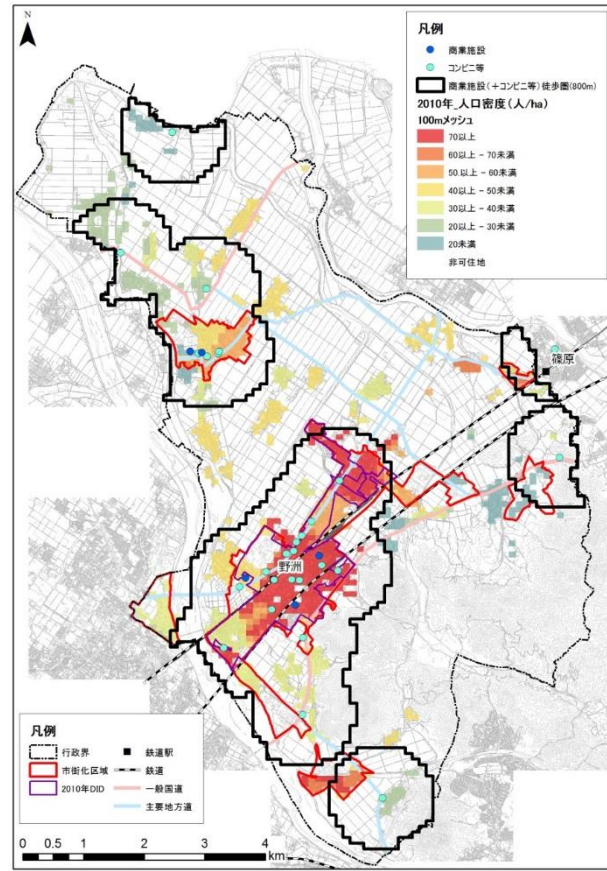 N
凡例
商業施設
コンビニ等
商業施設(+コンビニ等)徒歩圏(800m)
2010年_人口密度(人/ha)
100mメッシュ
70以上
60以上 - 70未満
50.以上 - 60未満
40以上 - 50未満
30以上 - 40未満
20以上 - 30未満
20未満
非可住地
篠原
野洲
凡例
行政界
市街化区域
2010年DID
鉄道駅
鉄道
一般国道
主要地方道
0 0.5 1 2 3 4
km